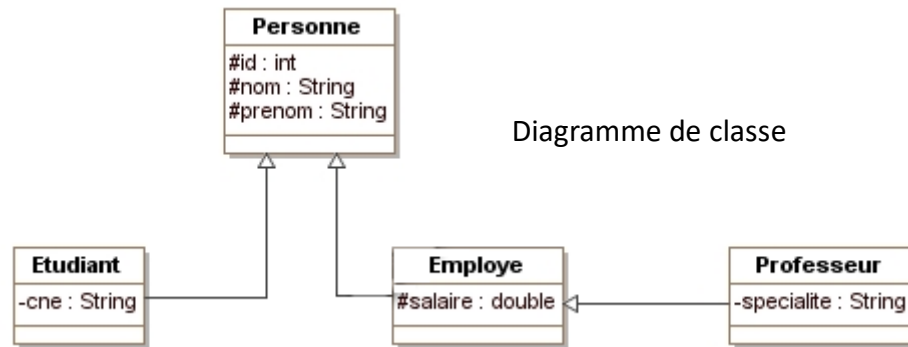 Personne
#id : int
#nom : String
#prenom : String
Diagramme de classe
Etudiant
-cne : String
Employe
#salaire : double
Professeur
-specialite : String